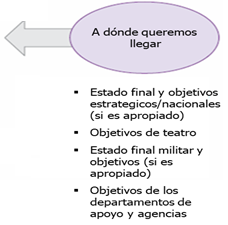 A dónde queremos
llegar
▪ Estado final y objetivos
estrategicos/nacionales
(si es apropiado)
▪ Objetivos de teatro
▪ Estado final militar y
objetivos (si es
apropiado)
▪ Objetivos de los
departamentos de
apoyo y agencias